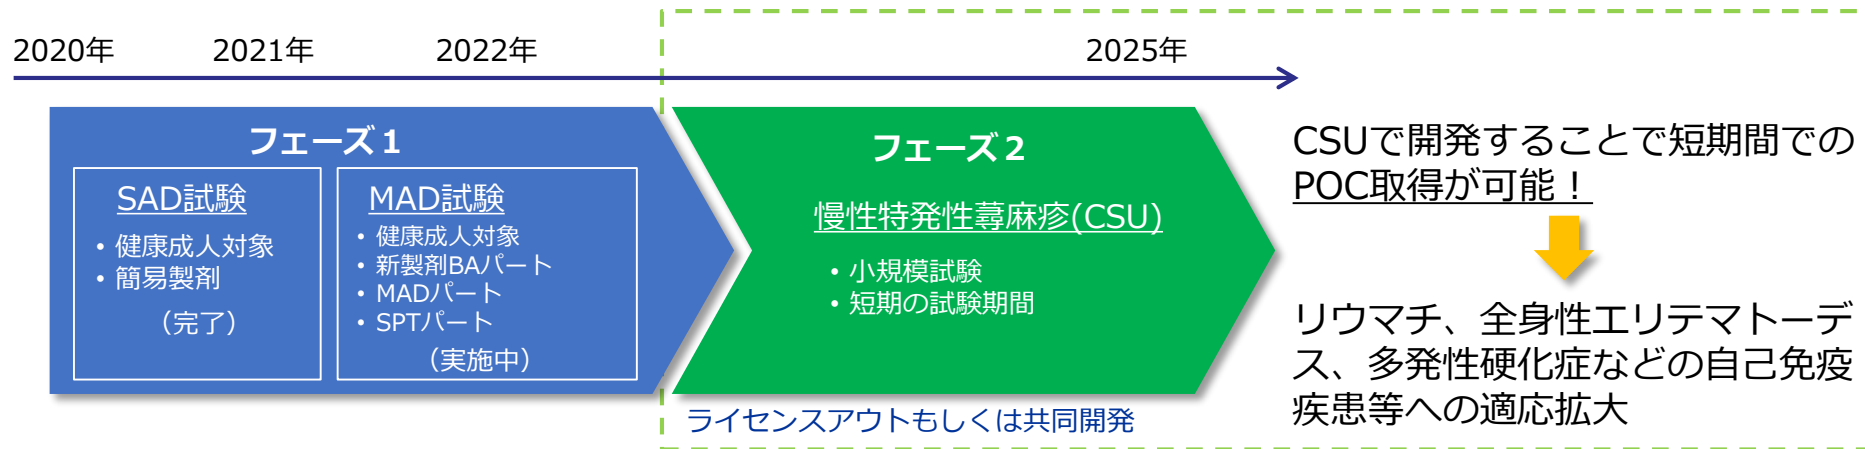 2020年
2021年
2022年
2025年
フェーズ１
SAD試験
・健康成人対象
・簡易製剤
（完了）
MAD試験
・健康成人対象
・新製剤BAパート
・MADパート
・SPTパート
（実施中）
フェーズ２
慢性特発性蕁麻疹(CSU)
・小規模試験
・短期の試験期間
ライセンスアウトもしくは共同開発
CSUで開発することで短期間での
POC取得が可能！
リウマチ、全身性エリテマトーデ
ス、多発性硬化症などの自己免疫
疾患等への適応拡大